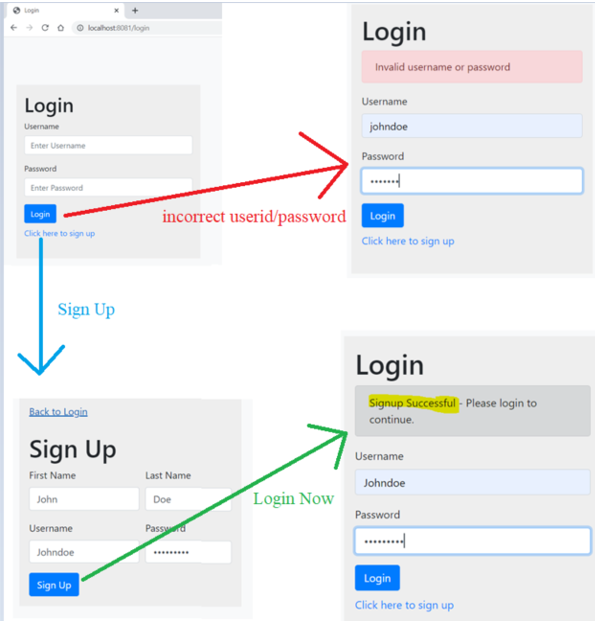 Login
localhost:8081/login
Login
Username
Enter Username
Password
Enter Password
Login
Click here to sign up
Login
Invalid username or password
Username
johndoe
Password
•••••••
Login
Click here to sign up
incorrect userid/password
Sign Up
Back to Login
Sign Up
First Name
Last Name
John
Doe
Username
Password
Johndoe
•••••••••
Sign Up
Login Now
Login
Signup Successful - Please login to
continue.
Username
Johndoe
Password
•••••••••
Login
Click here to sign up